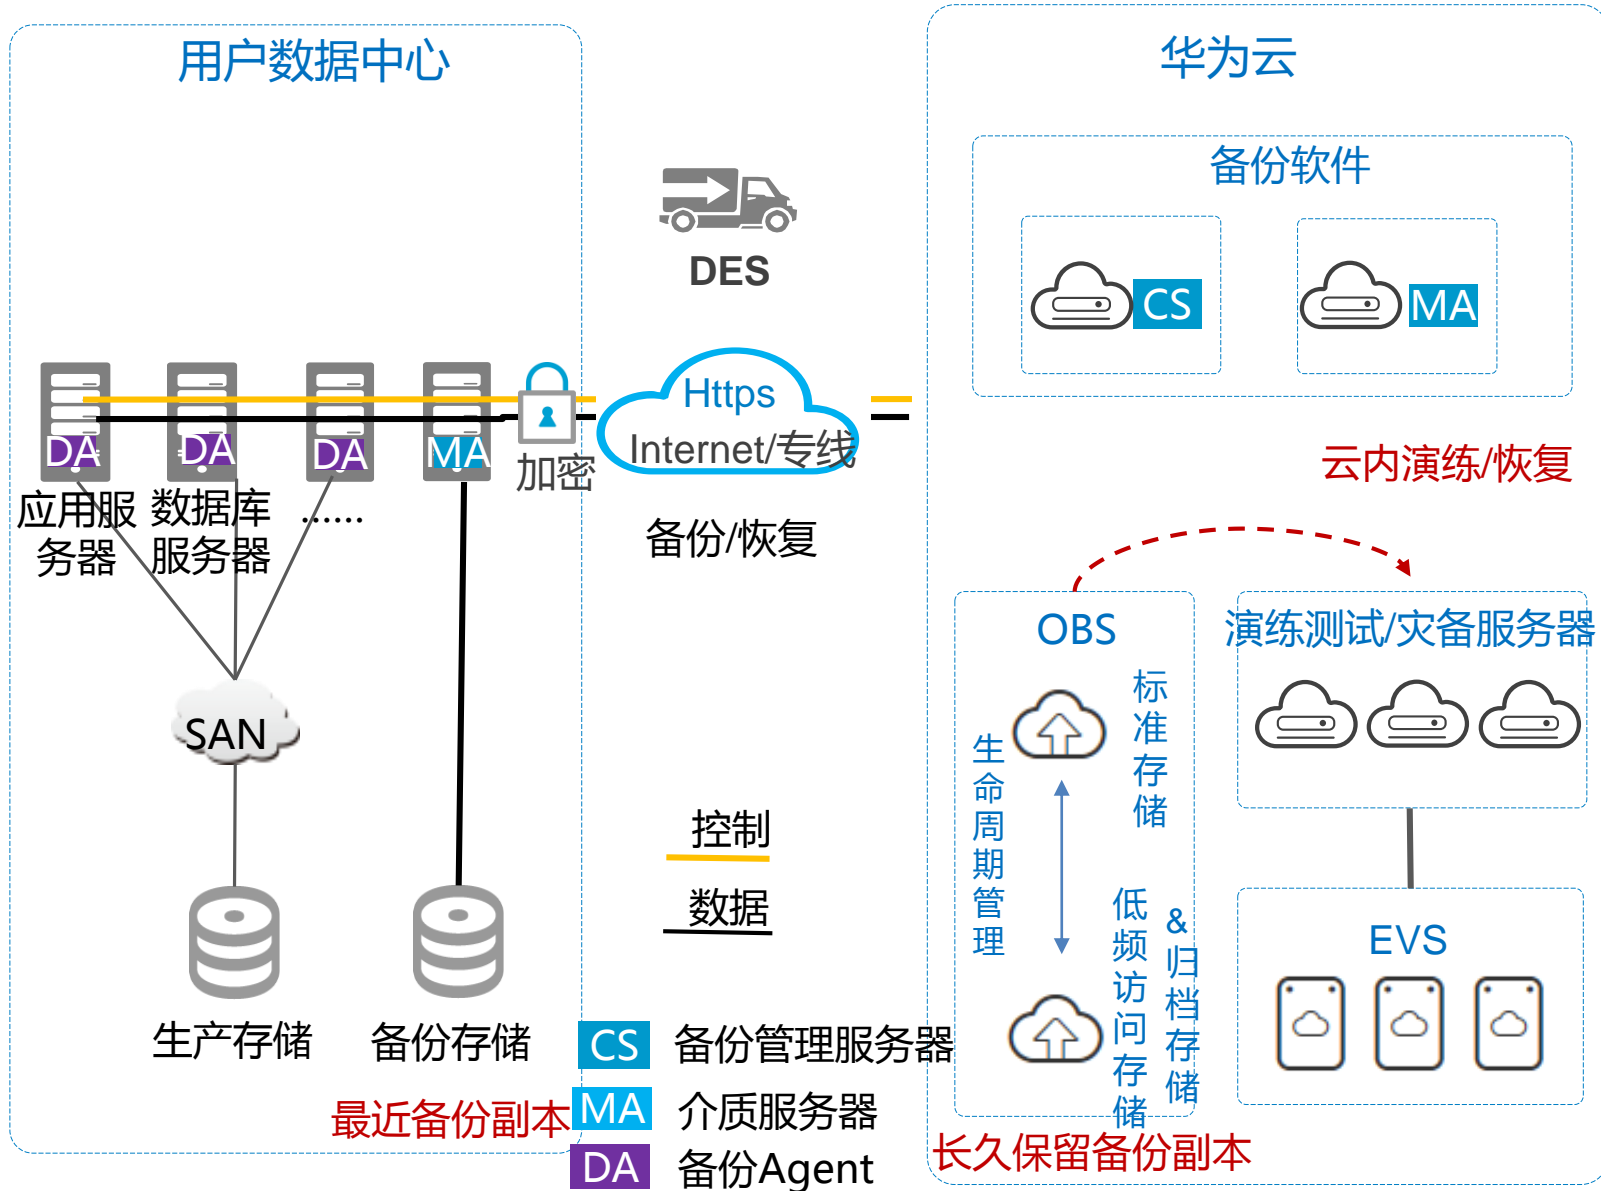 用户数据中心
华为云
备份软件
DES
CS
MA
Http​s
Internet/专线
DA
DA
DA
MA
加密
云内演练/恢复
应用服
务器
数据库
服务器
......
备份/恢复
OBS
演练测试/灾备服务器
标准存储
生命周期管理
SAN
控制
数据
低频访问存储
&归档存储
EVS
生产存储
备份存储
CS
备份管理服务器
最近备份副本
MA
介质服务器
长久保留备份副本
DA
备份Agent